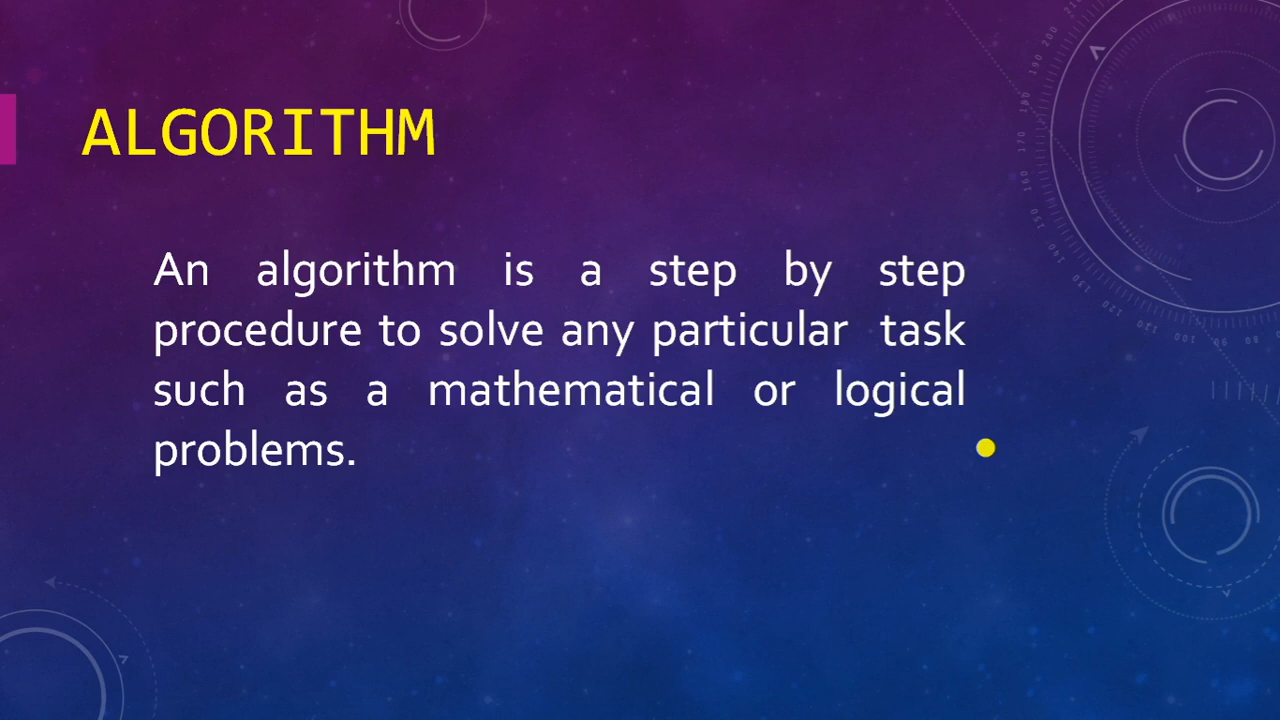 ALGORITHM
An algorithm is a step by step
procedure to solve any particular task
such as a mathematical or logical
problems.